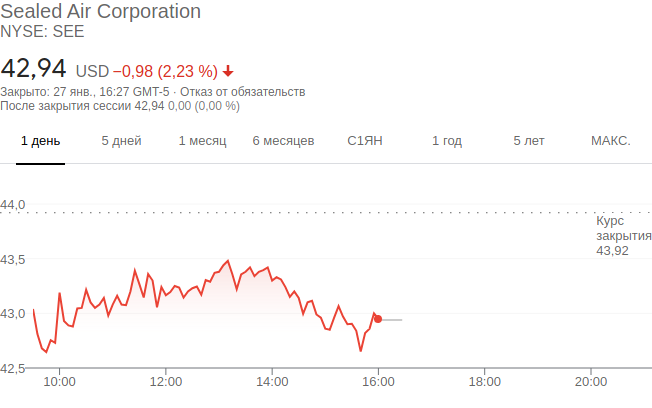 Sealed Air Corporation
NYSE: SEE
42,94 USD −0,98 (2,23 %)
Закрыто: 27 янв., 16:27 GMT-5 · Отказ от обязательств
После закрытия сессии 42,94 0,00 (0,00 %)
1 день 5 дней 1 месяц 6 месяцев С1ЯН 1 год 5 лет МАКС.
44,0
Курс
закрытия
43,92
43,5
43,0
42,5
10:00 12:00 14:00 16:00 18:00 20:00